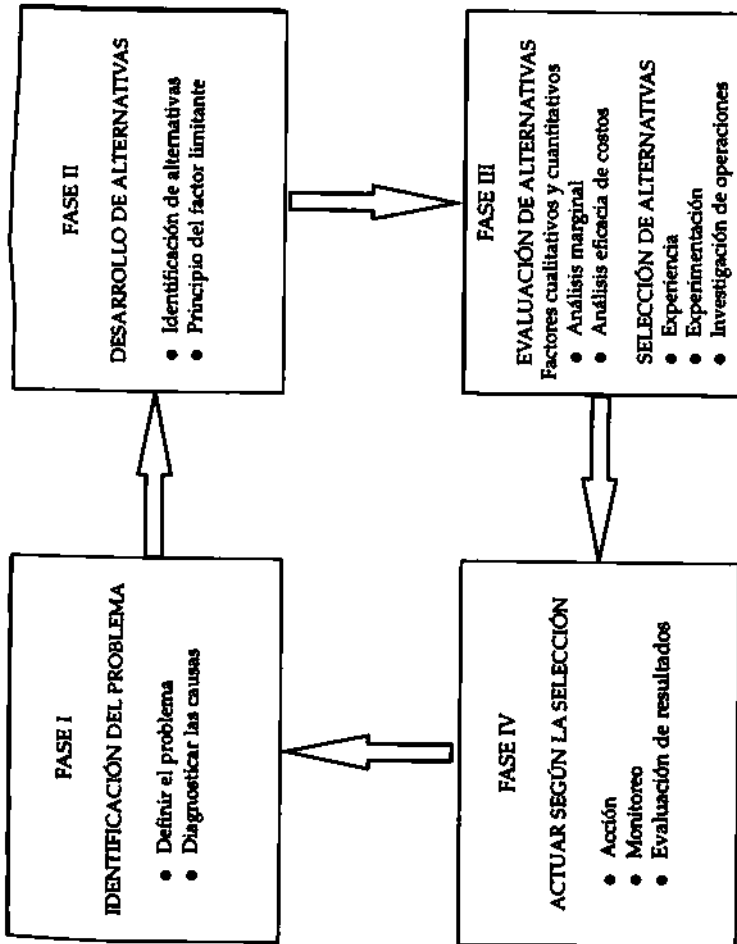 FASE I
IDENTIFICACIÓN DEL PROBLEMA
● Definir el problema
● Diagnosticar las causas
FASE II
DESARROLLO DE ALTERNATIVAS
● Identificación de alternativas
● Principio del factor limitante
FASE III
EVALUACIÓN DE ALTERNATIVAS
Factores cualitativos y cuantitativos
● Análisis marginal
● Análisis eficacia de costos
SELECCIÓN DE ALTERNATIVAS
● Experiencia
● Experimentación
● Investigación de operaciones
FASE IV
ACTUAR SEGÚN LA SELECCIÓN
● Acción
● Monitoreo
● Evaluación de resultados